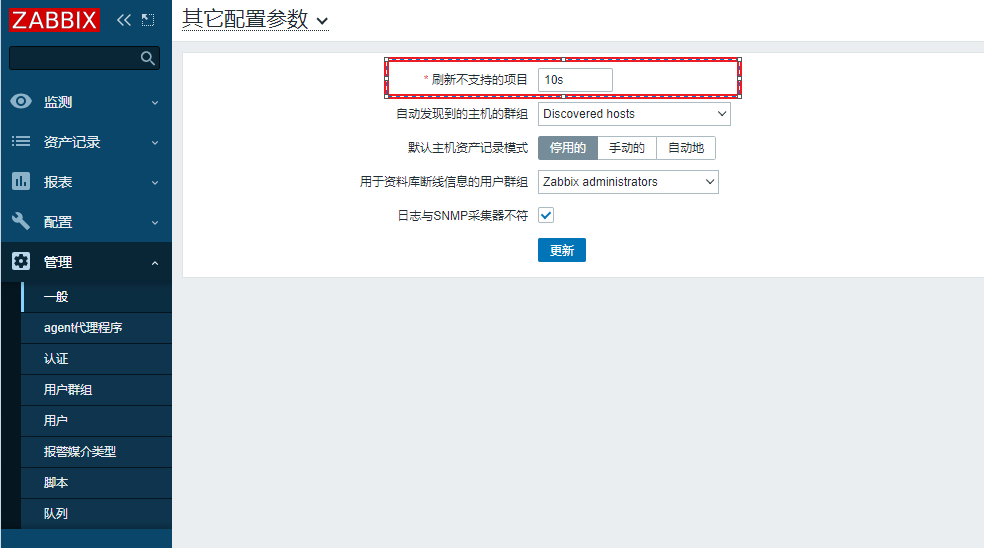 ZABBIX
其它配置参数
监测
资产记录
报表
配置
管理
一般
agent代理程序
认证
用户群组
用户
报警媒介类型
脚本
队列
* 刷新不支持的项目 10s
自动发现到的主机的群组 Discovered hosts
默认主机资产记录模式 停用的 手动的 自动地
用于资料库断线信息的用户群组 Zabbix administrators
日志与SNMP采集器不符
更新